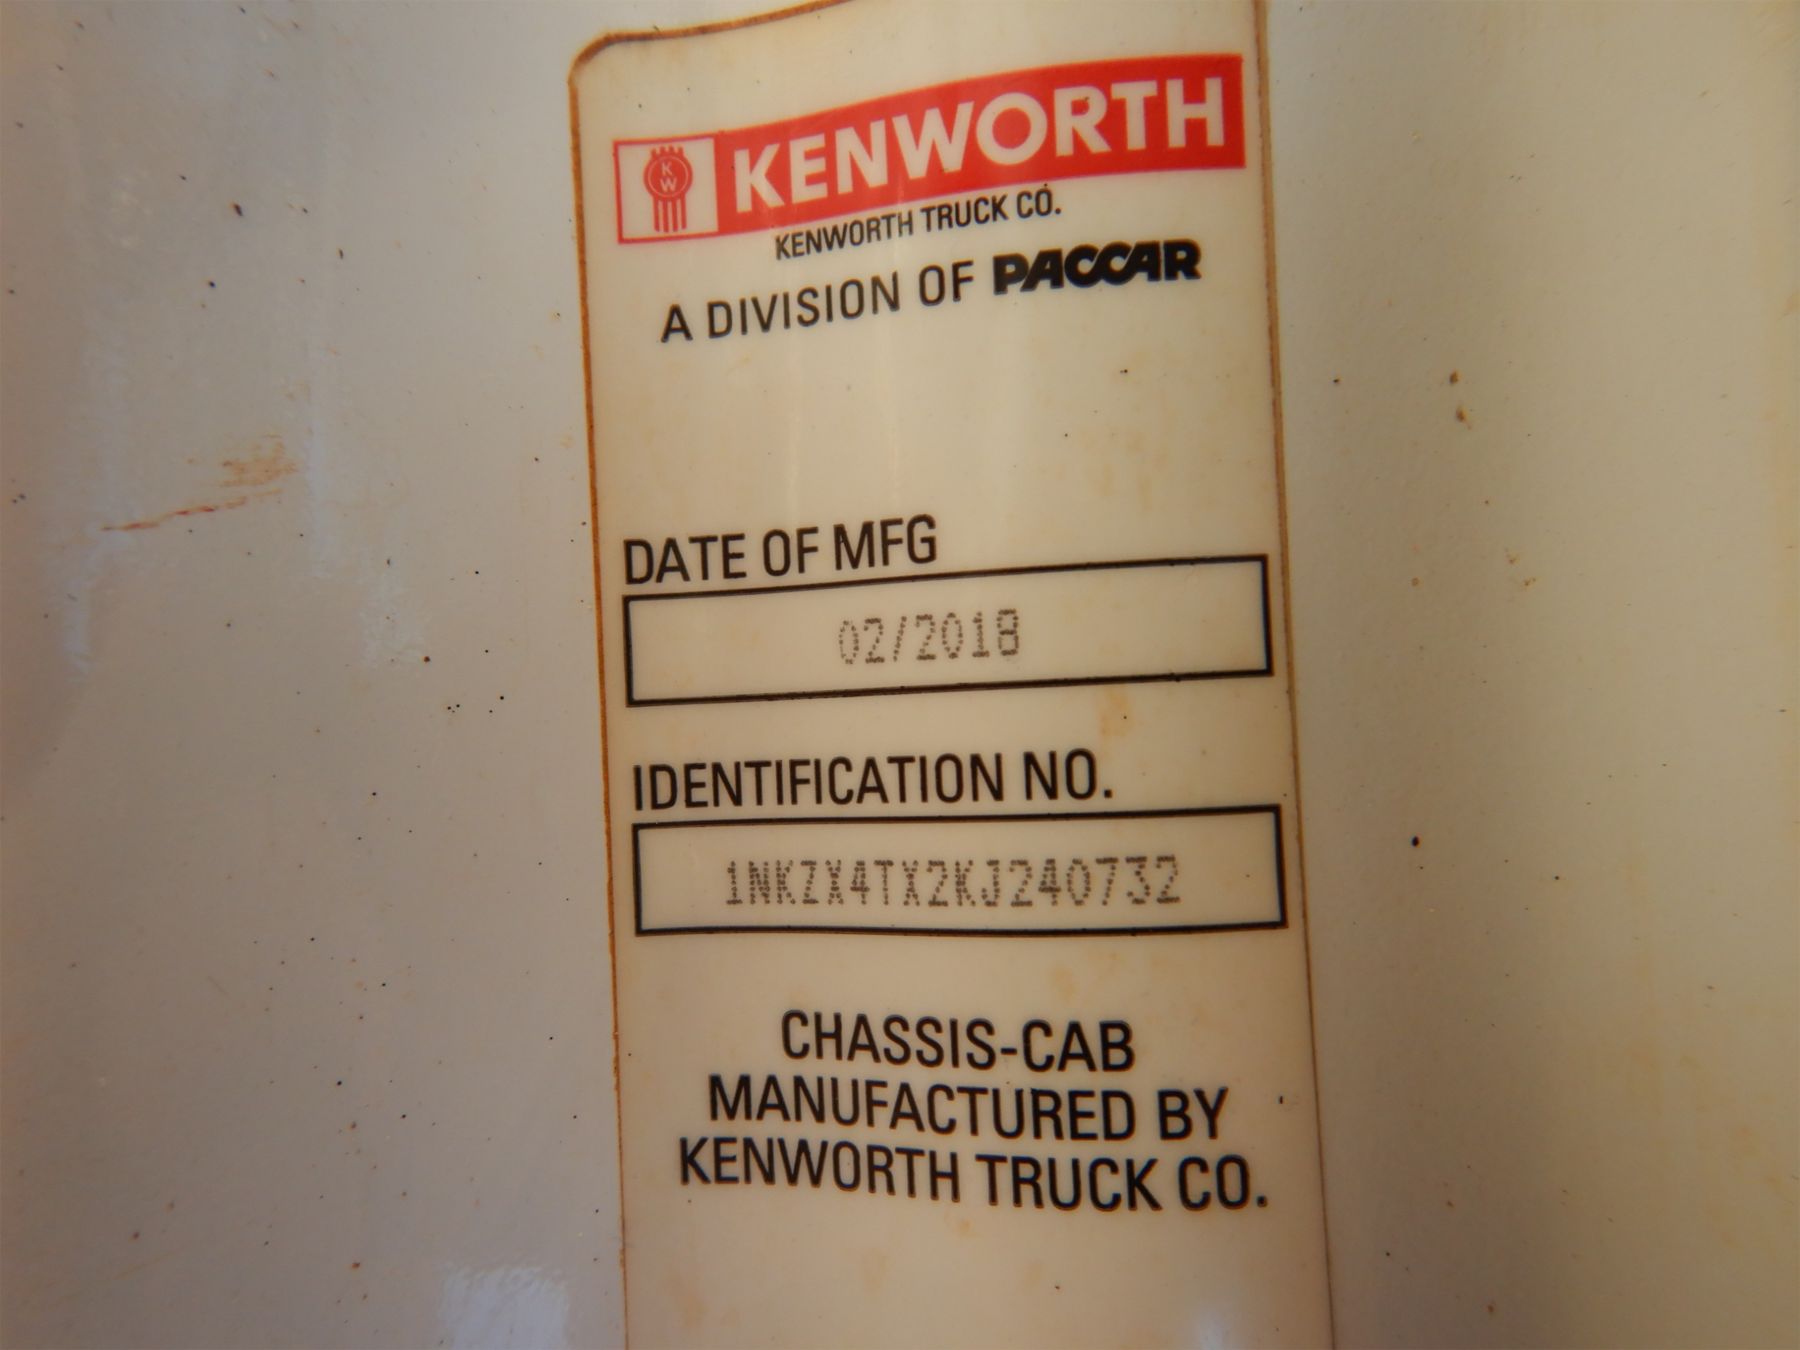 KW KENWORTH
KENWORTH TRUCK CO.
A DIVISION OF PACCAR
DATE OF MFG
02/2018
IDENTIFICATION NO.
1NKZX4TX2KJ240732
CHASSIS-CAB
MANUFACTURED BY
KENWORTH TRUCK CO.